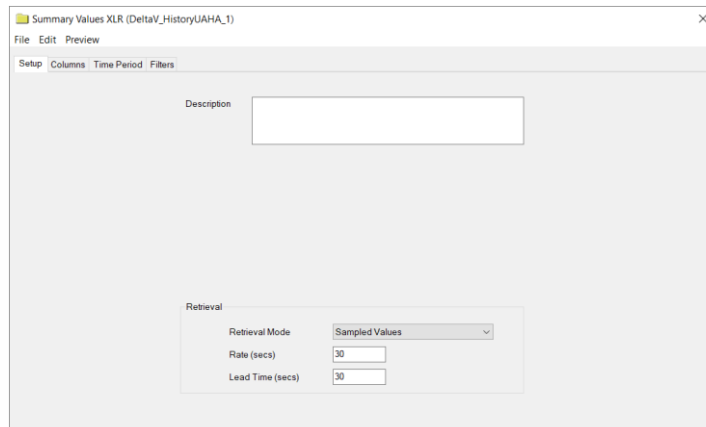 Summary Values XLR (DeltaV_HistoryUAHA_1)
File Edit Preview
Setup Columns Time Period Filters
Description
Retrieval
Retrieval Mode Sampled Values
Rate (secs) 30
Lead Time (secs) 30